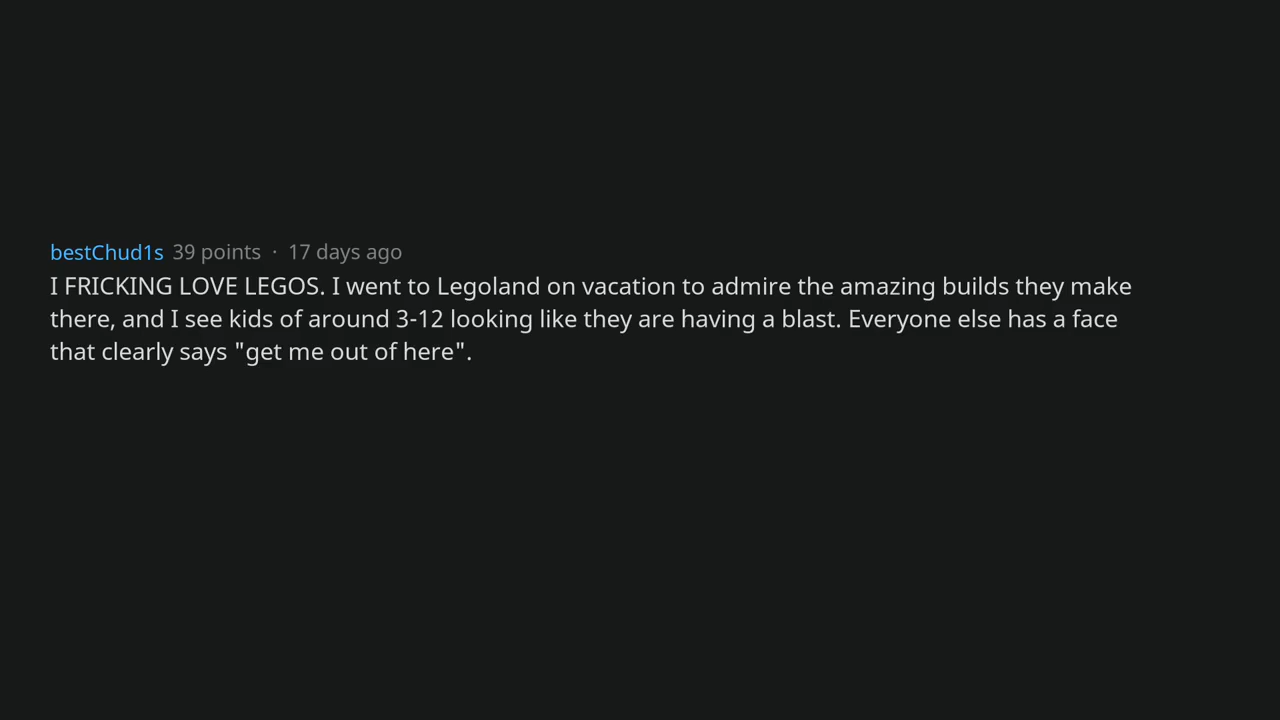 bestChud1s 39 points · 17 days ago
I FRICKING LOVE LEGOS. I went to Legoland on vacation to admire the amazing builds they make
there, and I see kids of around 3-12 looking like they are having a blast. Everyone else has a face
that clearly says "get me out of here".